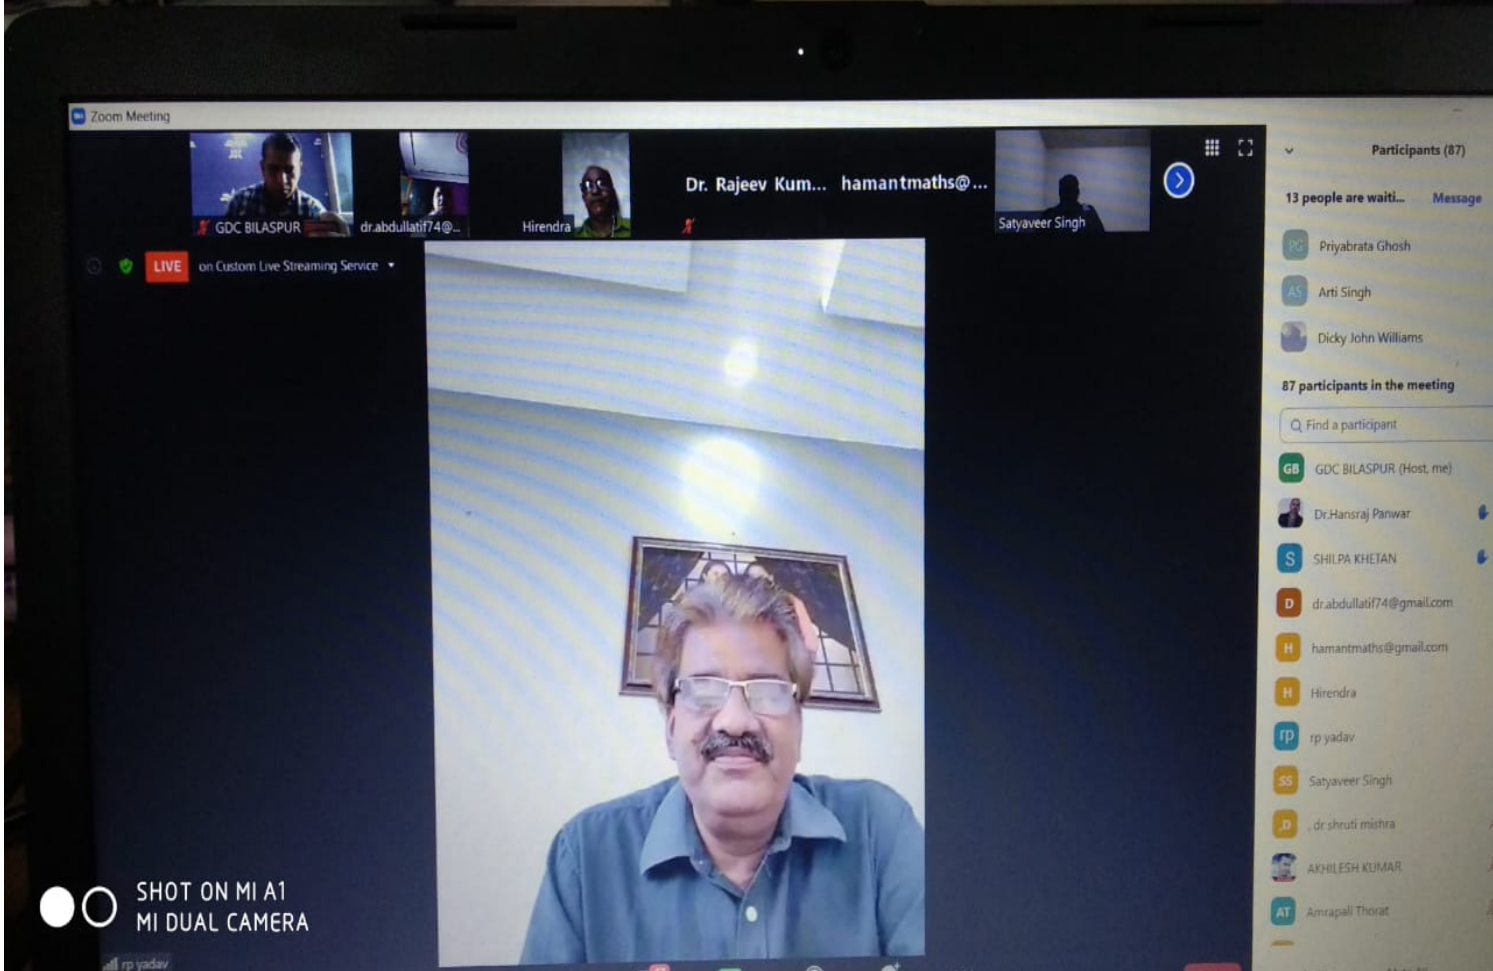 Zoom Meeting
GDC BILASPUR
dr.abdullatif74@...
Hirendra
Dr. Rajeev Kum...
hamantmaths@...
Satyaveer Singh
LIVE on Custom Live Streaming Service
Participants (87)
13 people are waiti... Message
PG Priyabrata Ghosh
AS Arti Singh
Dicky John Williams
87 participants in the meeting
Find a participant
GB GDC BILASPUR (Host, me)
Dr.Hansraj Panwar
S SHILPA KHETAN
D dr.abdullatif74@gmail.com
H hamantmaths@gmail.com
H Hirendra
rp rp yadav
SS Satyaveer Singh
.D . dr shruti mishra
AKHILESH KUMAR
AT Amrapali Thorat
SHOT ON MI A1
MI DUAL CAMERA
rp yadav